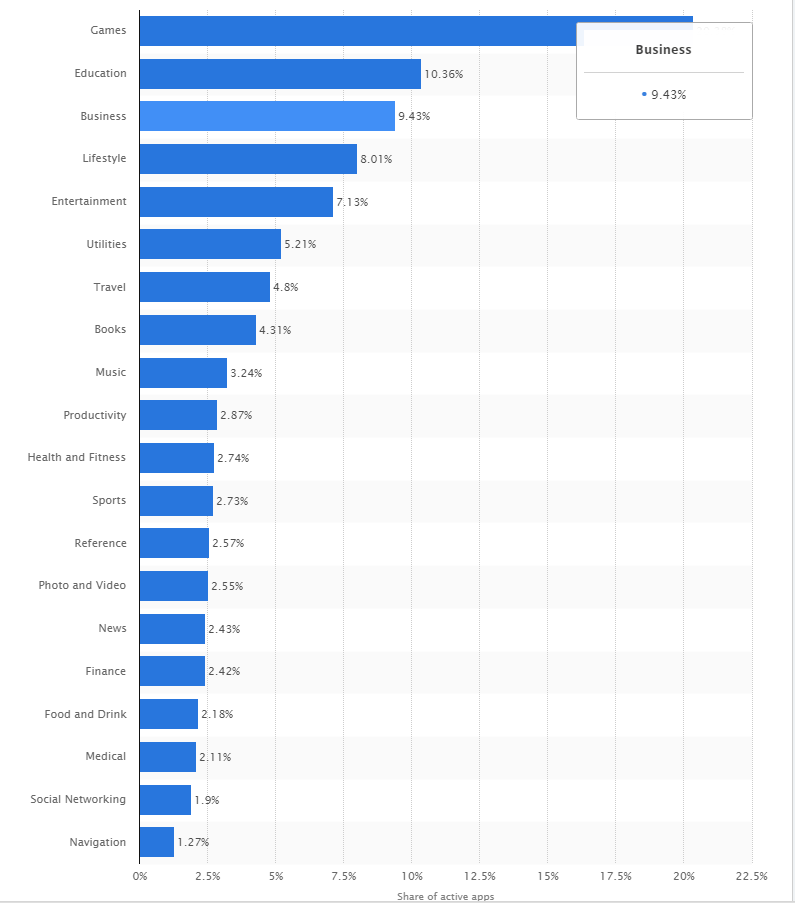 Games
Business
9.43%
Education 10.36%
Business 9.43%
Lifestyle 8.01%
Entertainment 7.13%
Utilities 5.21%
Travel 4.8%
Books 4.31%
Music 3.24%
Productivity 2.87%
Health and Fitness 2.74%
Sports 2.73%
Reference 2.57%
Photo and Video 2.55%
News 2.43%
Finance 2.42%
Food and Drink 2.18%
Medical 2.11%
Social Networking 1.9%
Navigation 1.27%
0% 2.5% 5% 7.5% 10% 12.5% 15% 17.5% 20% 22.5%
Share of active apps